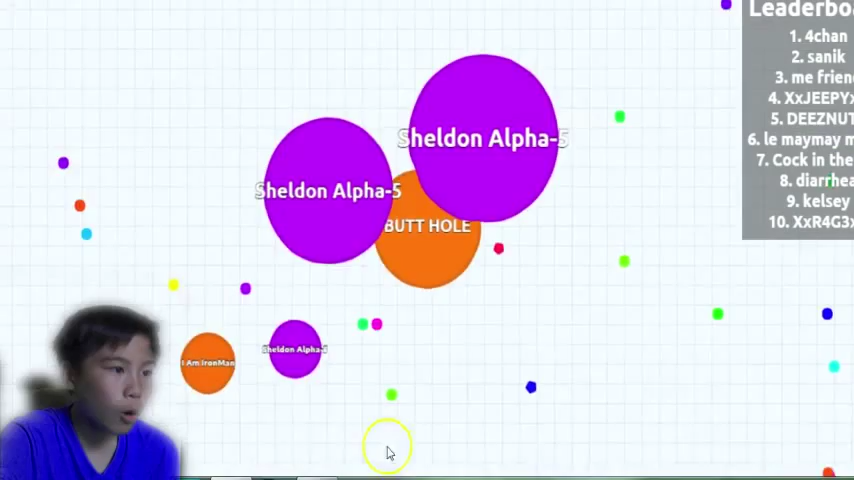 Leaderbo
1. 4chan
2. sanik
3. me frien
4. XxJEEPYx
5. DEEZNUT
6. le maymay m
7. Cock in the
8. diarrhea
9. kelsey
10. XxR4G3x
Sheldon Alpha-5
Sheldon Alpha-5
BUTT HOLE
Sheldon Alpha-5
I Am IronMan